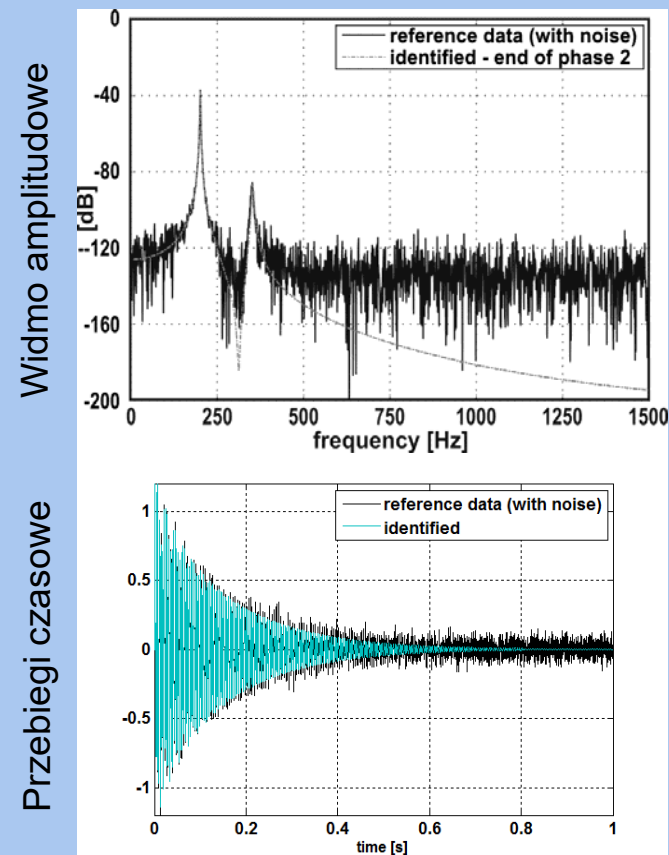 Widmo amplitudowe
0
-40
-80
-120
-160
-200
[dB]
reference data (with noise)
identified - end of phase 2
0 250 500 750 1000 1250 1500
frequency [Hz]
Przebiegi czasowe
1
0.5
0
-0.5
-1
reference data (with noise)
identified
0 0.2 0.4 0.6 0.8 1
time [s]